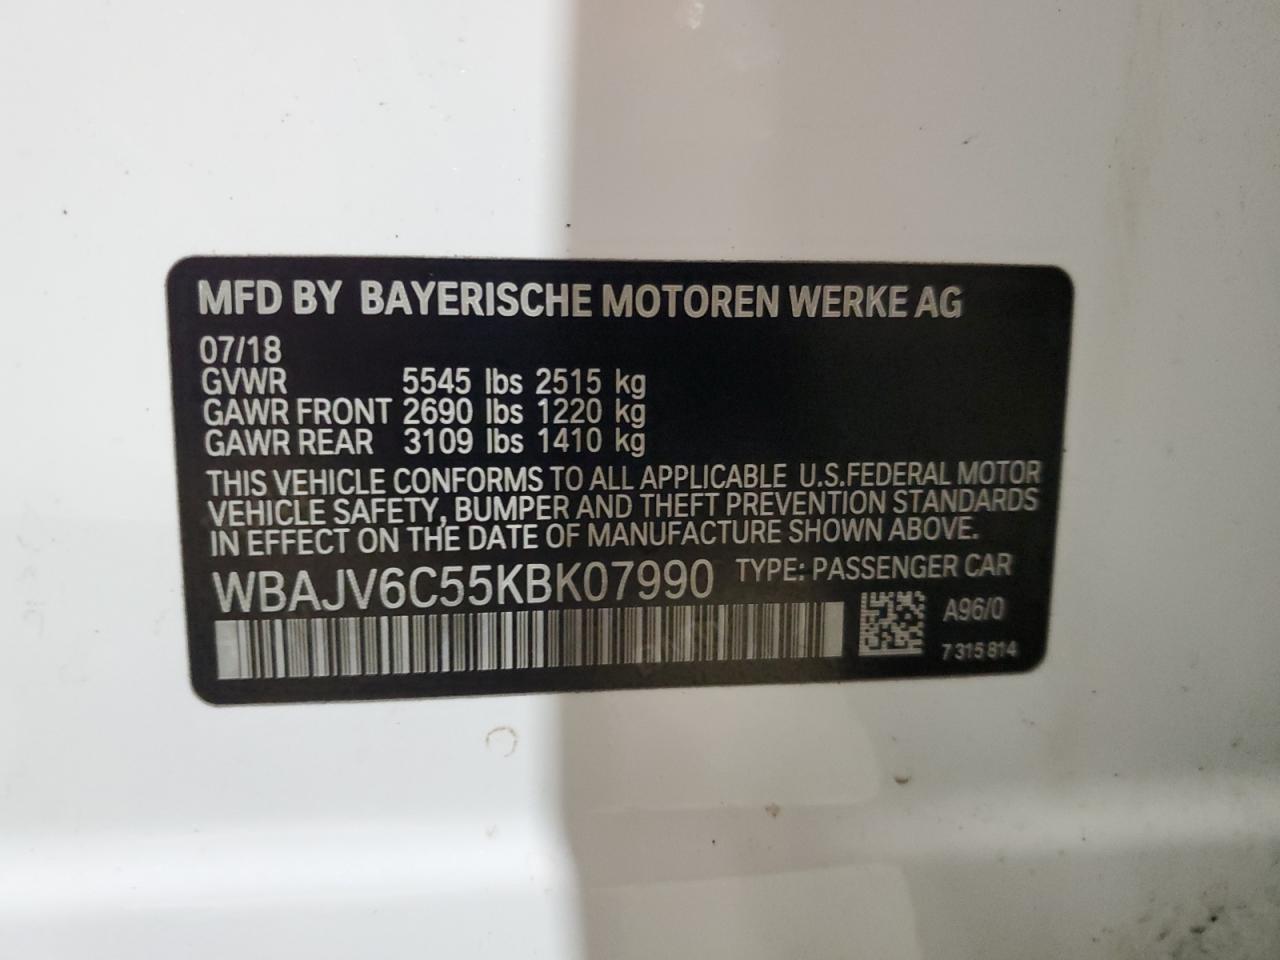 MFD BY BAYERISCHE MOTOREN WERKE AG
07/18
GVWR 5545 lbs 2515 kg
GAWR FRONT 2690 lbs 1220 kg
GAWR REAR 3109 lbs 1410 kg
THIS VEHICLE CONFORMS TO ALL APPLICABLE U.S.FEDERAL MOTOR
VEHICLE SAFETY, BUMPER AND THEFT PREVENTION STANDARDS
IN EFFECT ON THE DATE OF MANUFACTURE SHOWN ABOVE.
WBAJV6C55KBK07990 TYPE: PASSENGER CAR
A96/0
7 315 814